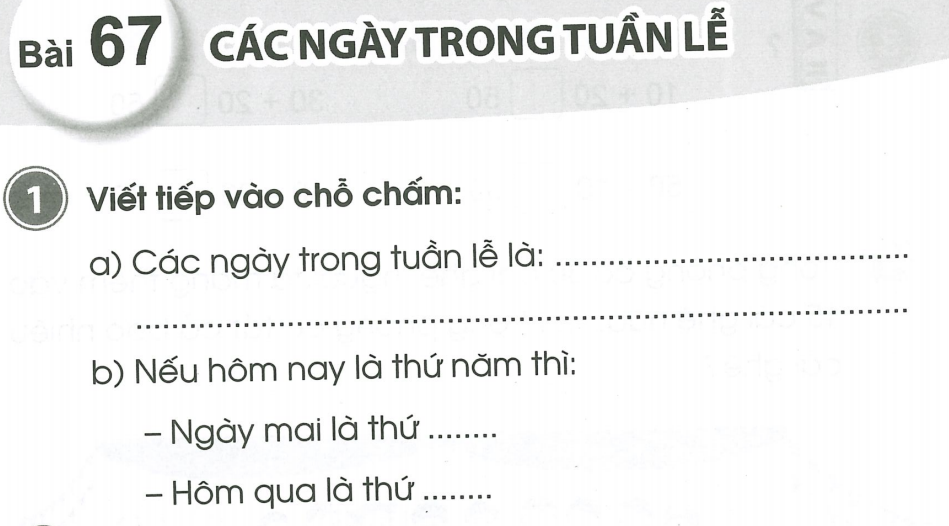 Bài 67 CÁC NGÀY TRONG TUẦN LỄ
1 Viết tiếp vào chỗ chấm:
a) Các ngày trong tuần lễ là: ........................................
................................................................................
b) Nếu hôm nay là thứ năm thì:
– Ngày mai là thứ ........
– Hôm qua là thứ ........